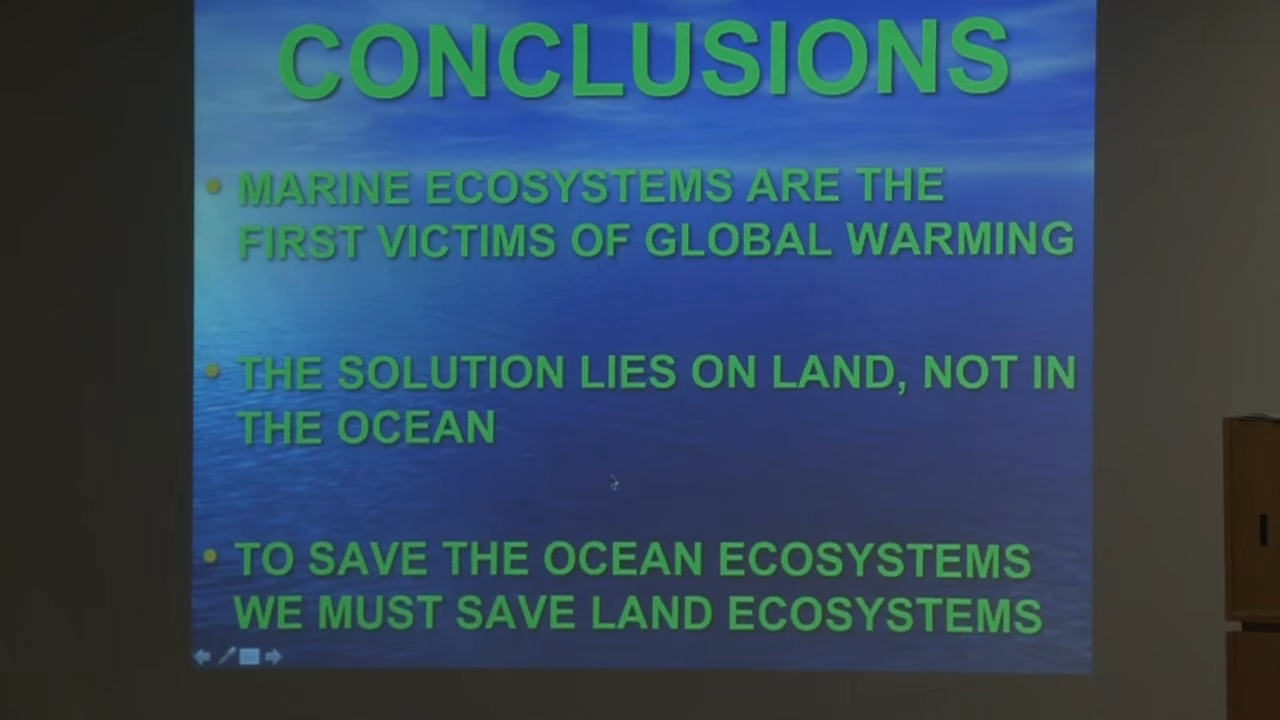 CONCLUSIONS
• MARINE ECOSYSTEMS ARE THE
FIRST VICTIMS OF GLOBAL WARMING
• THE SOLUTION LIES ON LAND, NOT IN
THE OCEAN
• TO SAVE THE OCEAN ECOSYSTEMS
WE MUST SAVE LAND ECOSYSTEMS